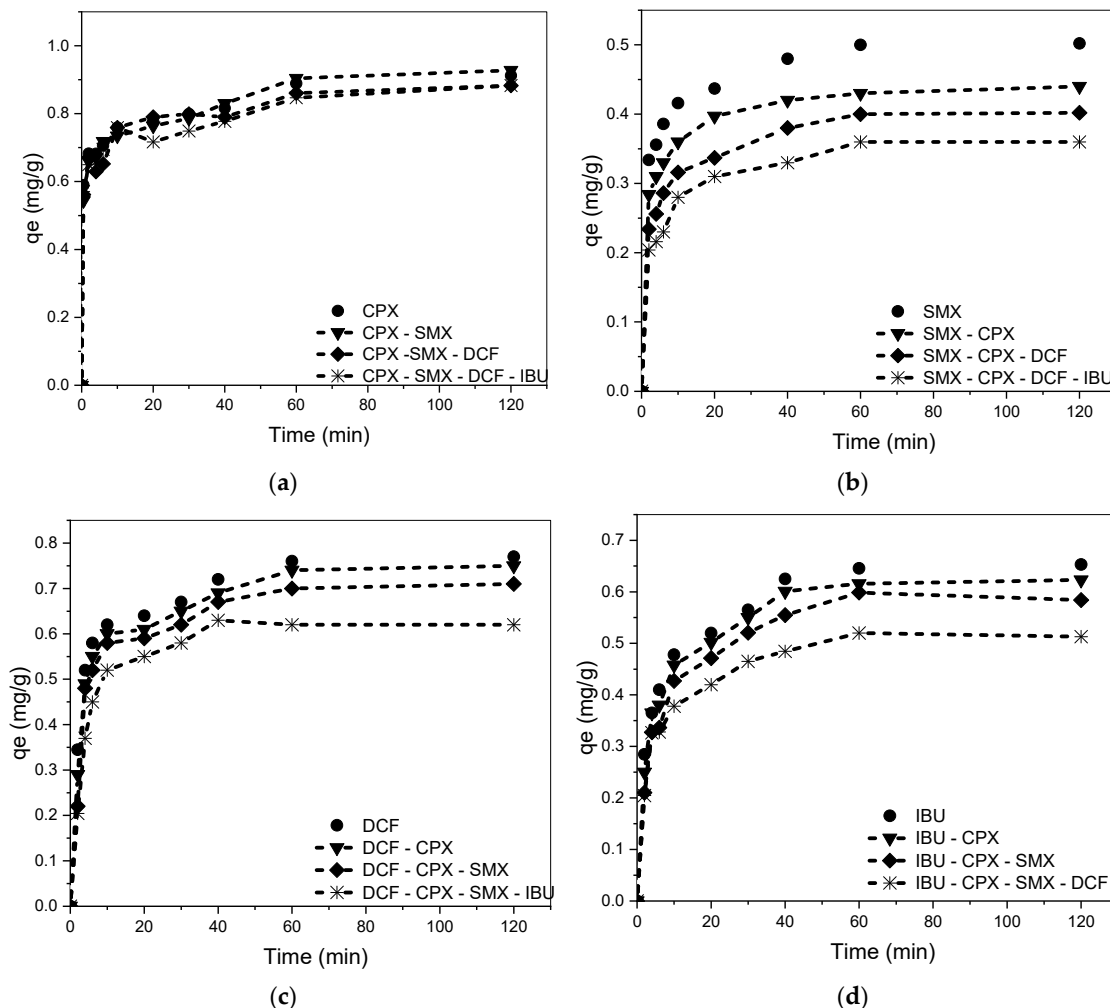 1.0
0.8
0.6
0.4
0.2
0.0
qe (mg/g)
CPX
CPX - SMX
CPX -SMX - DCF
CPX - SMX - DCF - IBU
0 20 40 60 80 100 120
Time (min)
(a)
0.5
0.4
0.3
0.2
0.1
0.0
qe (mg/g)
SMX
SMX - CPX
SMX - CPX - DCF
SMX - CPX - DCF - IBU
0 20 40 60 80 100 120
Time (min)
(b)
0.8
0.7
0.6
0.5
0.4
0.3
0.2
0.1
0.0
qe (mg/g)
DCF
DCF - CPX
DCF - CPX - SMX
DCF - CPX - SMX - IBU
0 20 40 60 80 100 120
Time (min)
(c)
0.7
0.6
0.5
0.4
0.3
0.2
0.1
0.0
qe (mg/g)
IBU
IBU - CPX
IBU - CPX - SMX
IBU - CPX - SMX - DCF
0 20 40 60 80 100 120
Time (min)
(d)